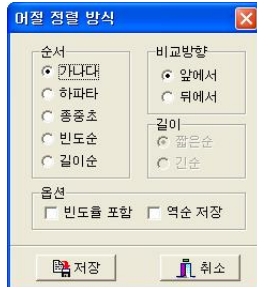 어절 정렬 방식
순서
가나다
하파타
종중초
빈도순
길이순
비교방향
앞에서
뒤에서
길이
짧은순
긴순
옵션
빈도율 포함
역순 저장
저장
취소